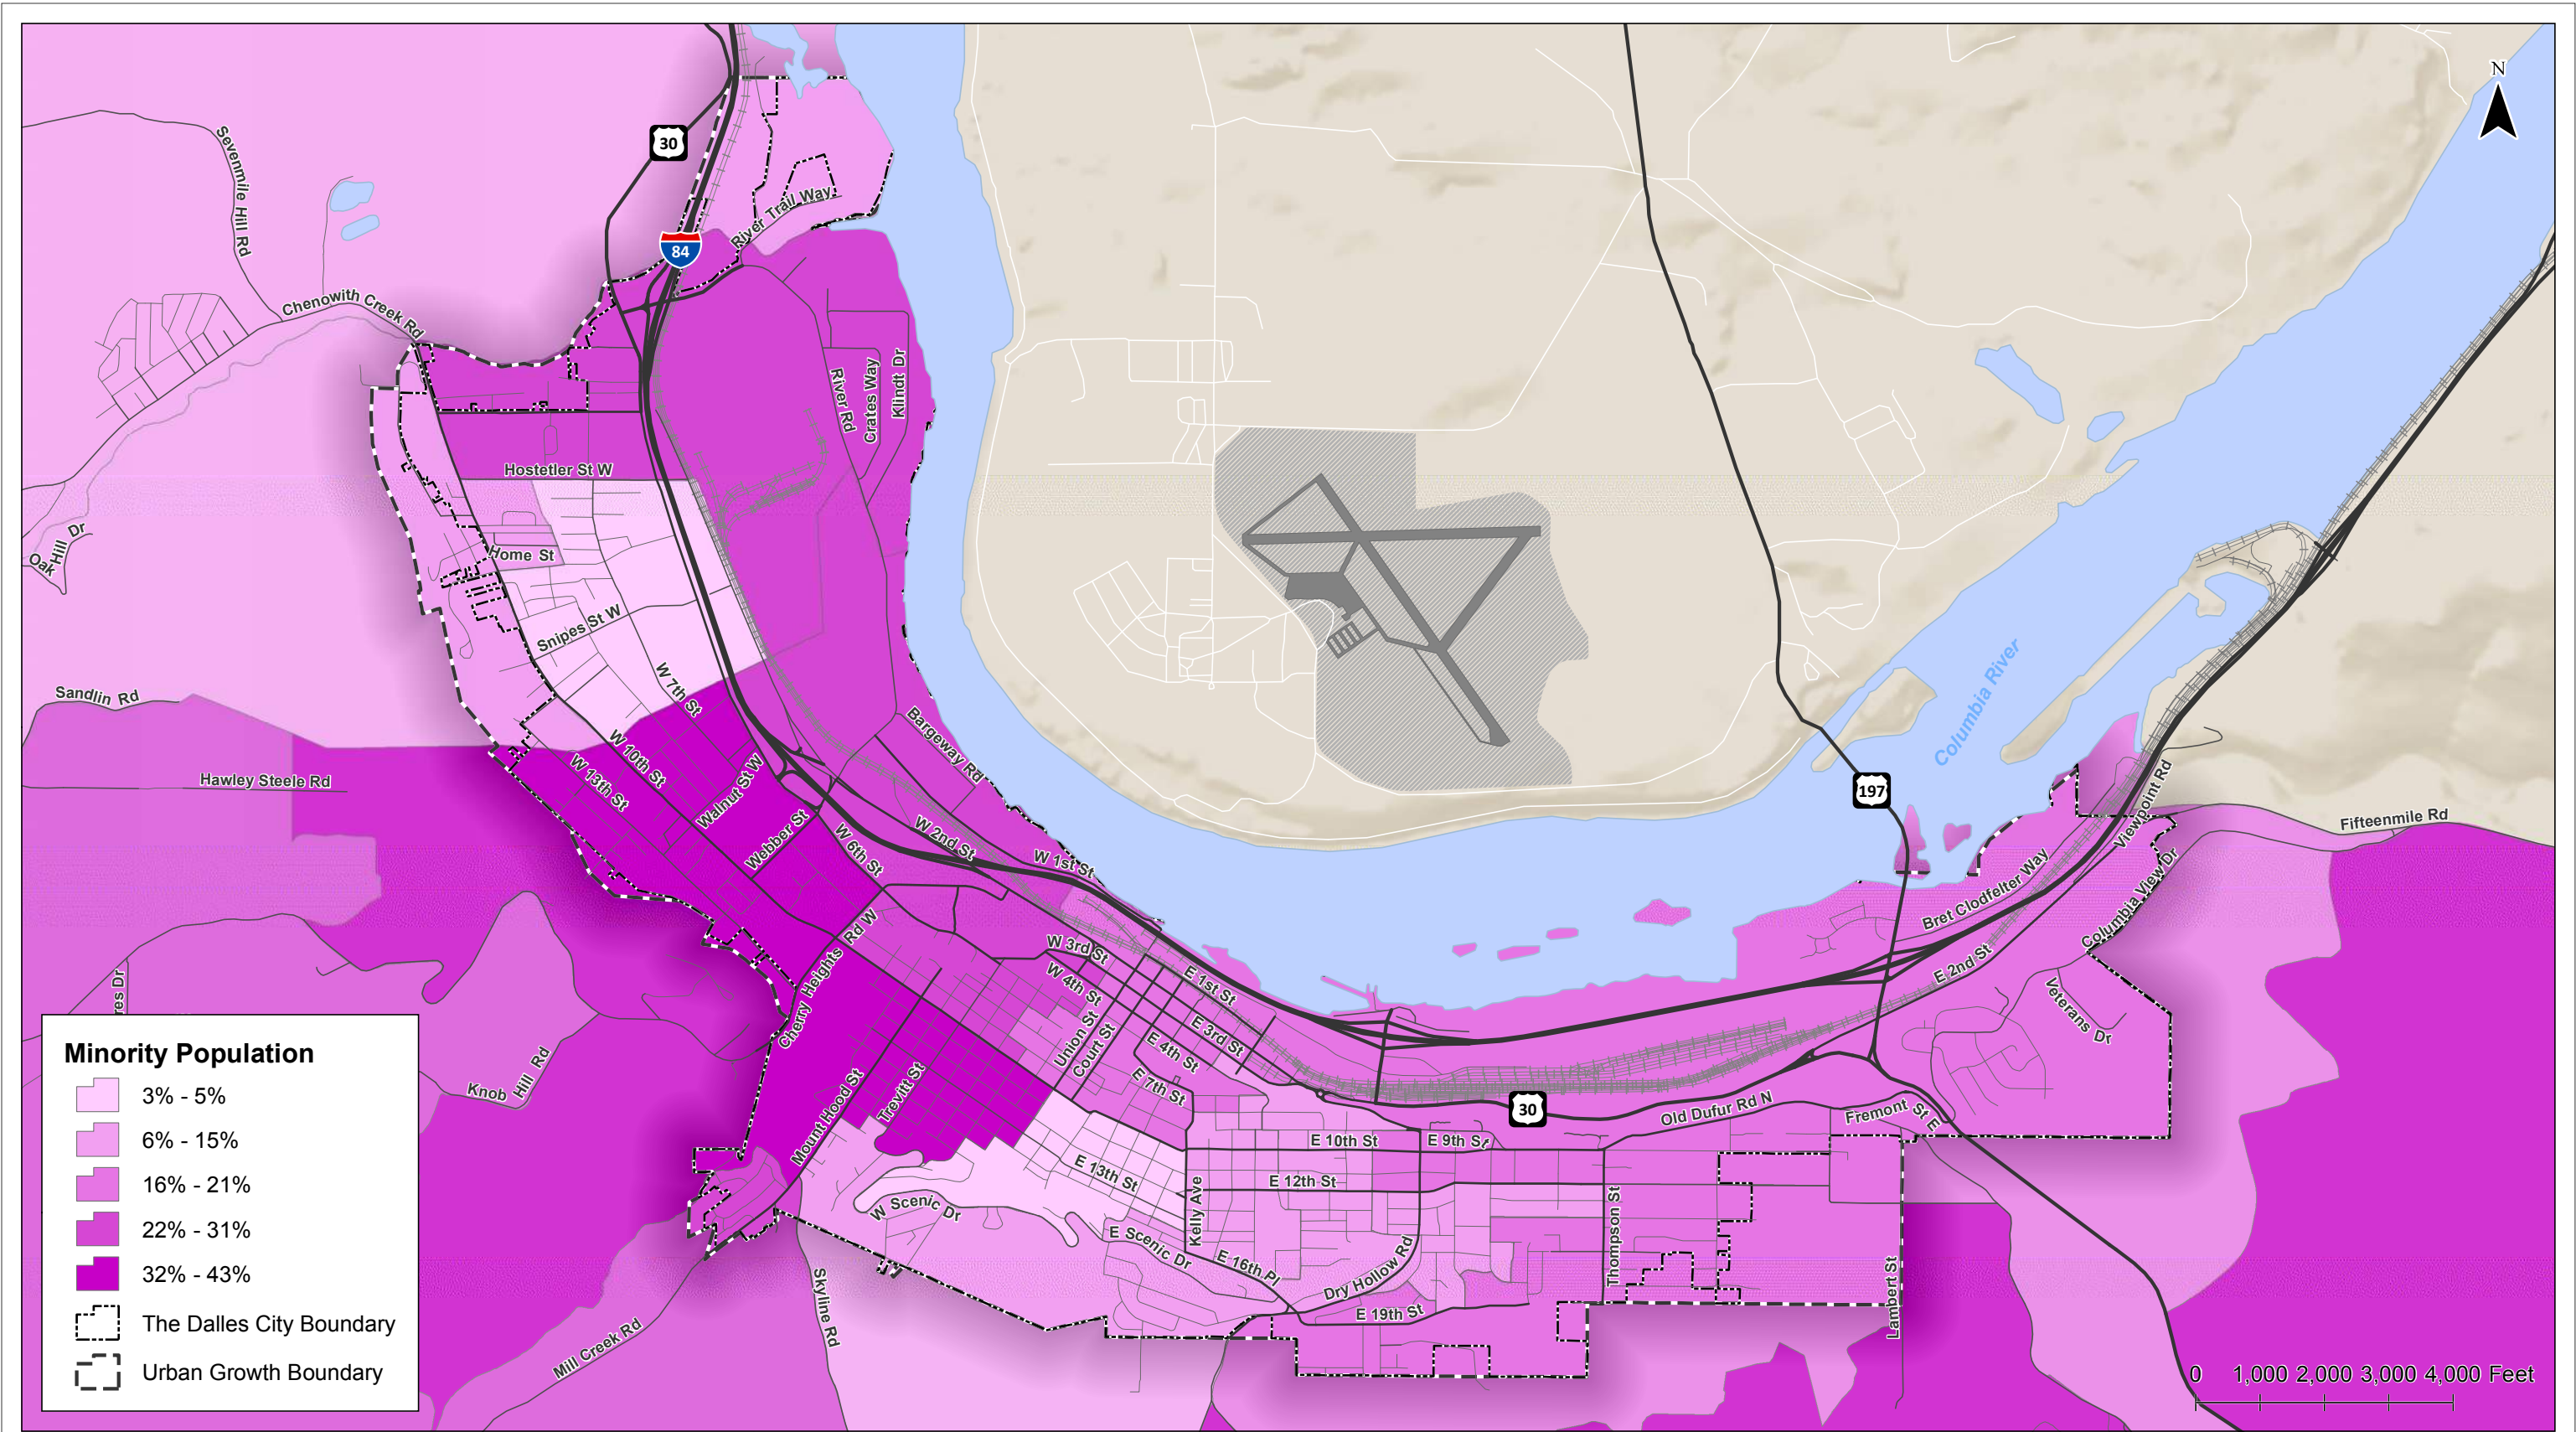 N
30
Sevenmile Hill Rd
River Trail Way
84
Chenowith Creek Rd
River Rd
Crates Way
Klindt Dr
Hostetler St W
Oak Hill Dr
Home St
Snipes St W
W 7th St
Sandlin Rd
Bargeway Rd
Columbia River
W 10th St
W 13th St
Hawley Steele Rd
Walnut St W
Webber St
W 6th St
W 2nd St
W 1st St
197
Viewpoint Rd
Fifteenmile Rd
Bret Clodfelter Way
Columbia View Dr
Cherry Heights Rd W
W 3rd St
W 4th St
E 1st St
E 2nd St
Veterans Dr
Union St
Court St
E 3rd St
E 4th St
E 7th St
Knob Hill Rd
Mount Hood St
Trevitt St
30
Old Dufur Rd N
Fremont St E
E 10th St
E 9th St
E 13th St
E 12th St
Kelly Ave
W Scenic Dr
E Scenic Dr
E 16th Pl
Dry Hollow Rd
Thompson St
E 19th St
Lambert St
Skyline Rd
Mill Creek Rd
Minority Population
3% - 5%
6% - 15%
16% - 21%
22% - 31%
32% - 43%
The Dalles City Boundary
Urban Growth Boundary
0 1,000 2,000 3,000 4,000 Feet